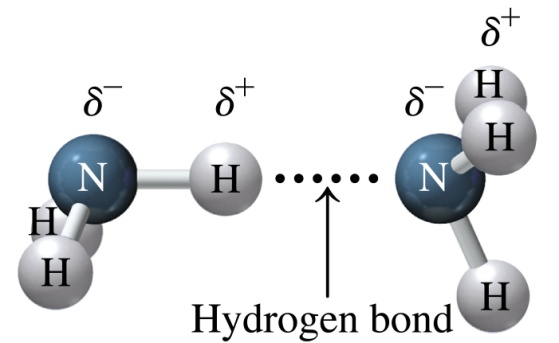 δ⁺
δ⁻ δ⁺ δ⁻ H
H
N H N
H
H H
Hydrogen bond